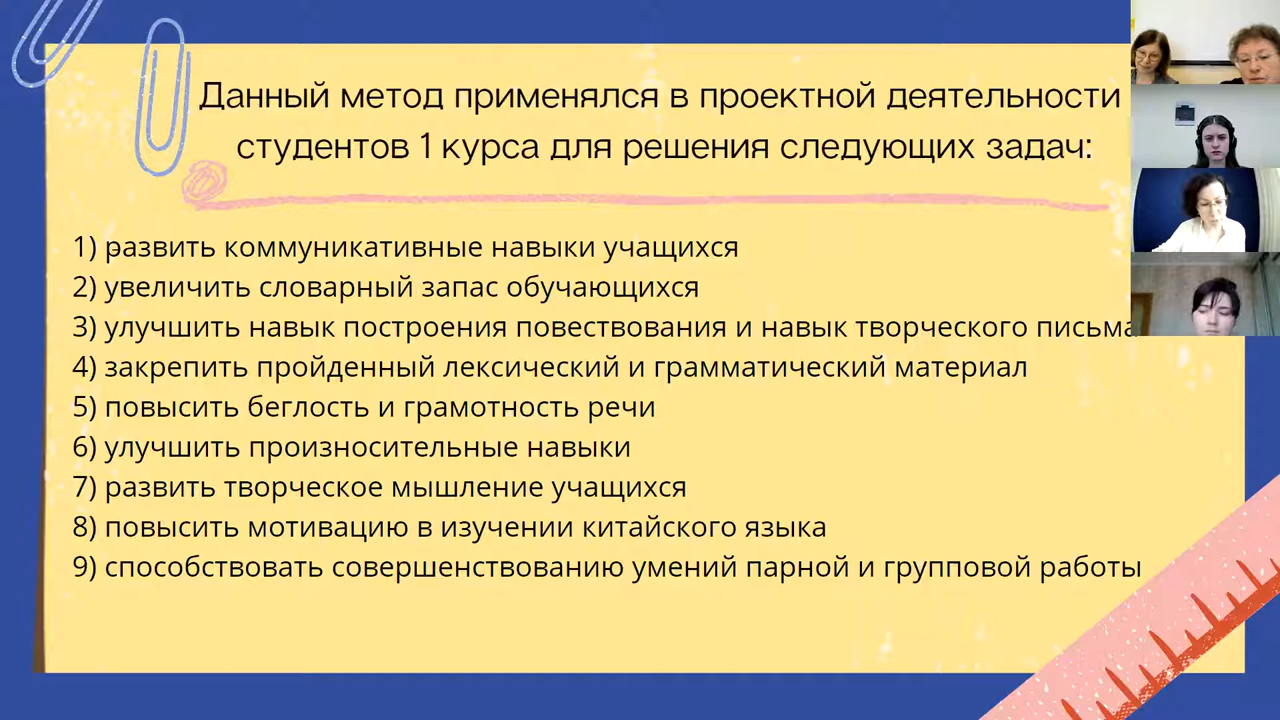 Данный метод применялся в проектной деятельности
студентов 1 курса для решения следующих задач:
1) развить коммуникативные навыки учащихся
2) увеличить словарный запас обучающихся
3) улучшить навык построения повествования и навык творческого письма
4) закрепить пройденный лексический и грамматический материал
5) повысить беглость и грамотность речи
6) улучшить произносительные навыки
7) развить творческое мышление учащихся
8) повысить мотивацию в изучении китайского языка
9) способствовать совершенствованию умений парной и групповой работы